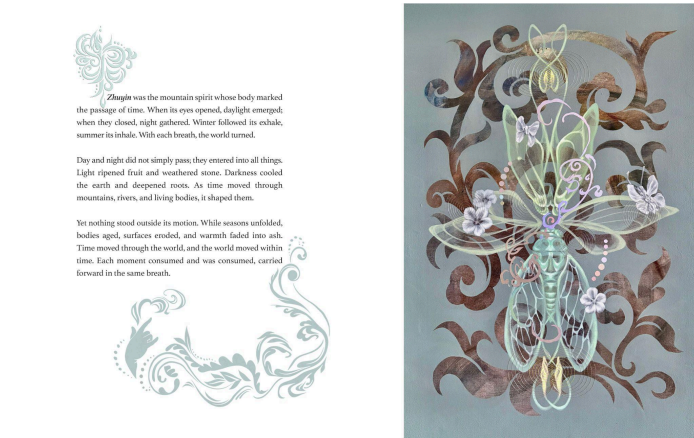 Zhuyin was the mountain spirit whose body marked
the passage of time. When its eyes opened, daylight emerged;
when they closed, night gathered. Winter followed its exhale,
summer its inhale. With each breath, the world turned.
Day and night did not simply pass; they entered into all things.
Light ripened fruit and weathered stone. Darkness cooled
the earth and deepened roots. As time moved through
mountains, rivers, and living bodies, it shaped them.
Yet nothing stood outside its motion. While seasons unfolded,
bodies aged, surfaces eroded, and warmth faded into ash.
Time moved through the world, and the world moved within
time. Each moment consumed and was consumed, carried
forward in the same breath.